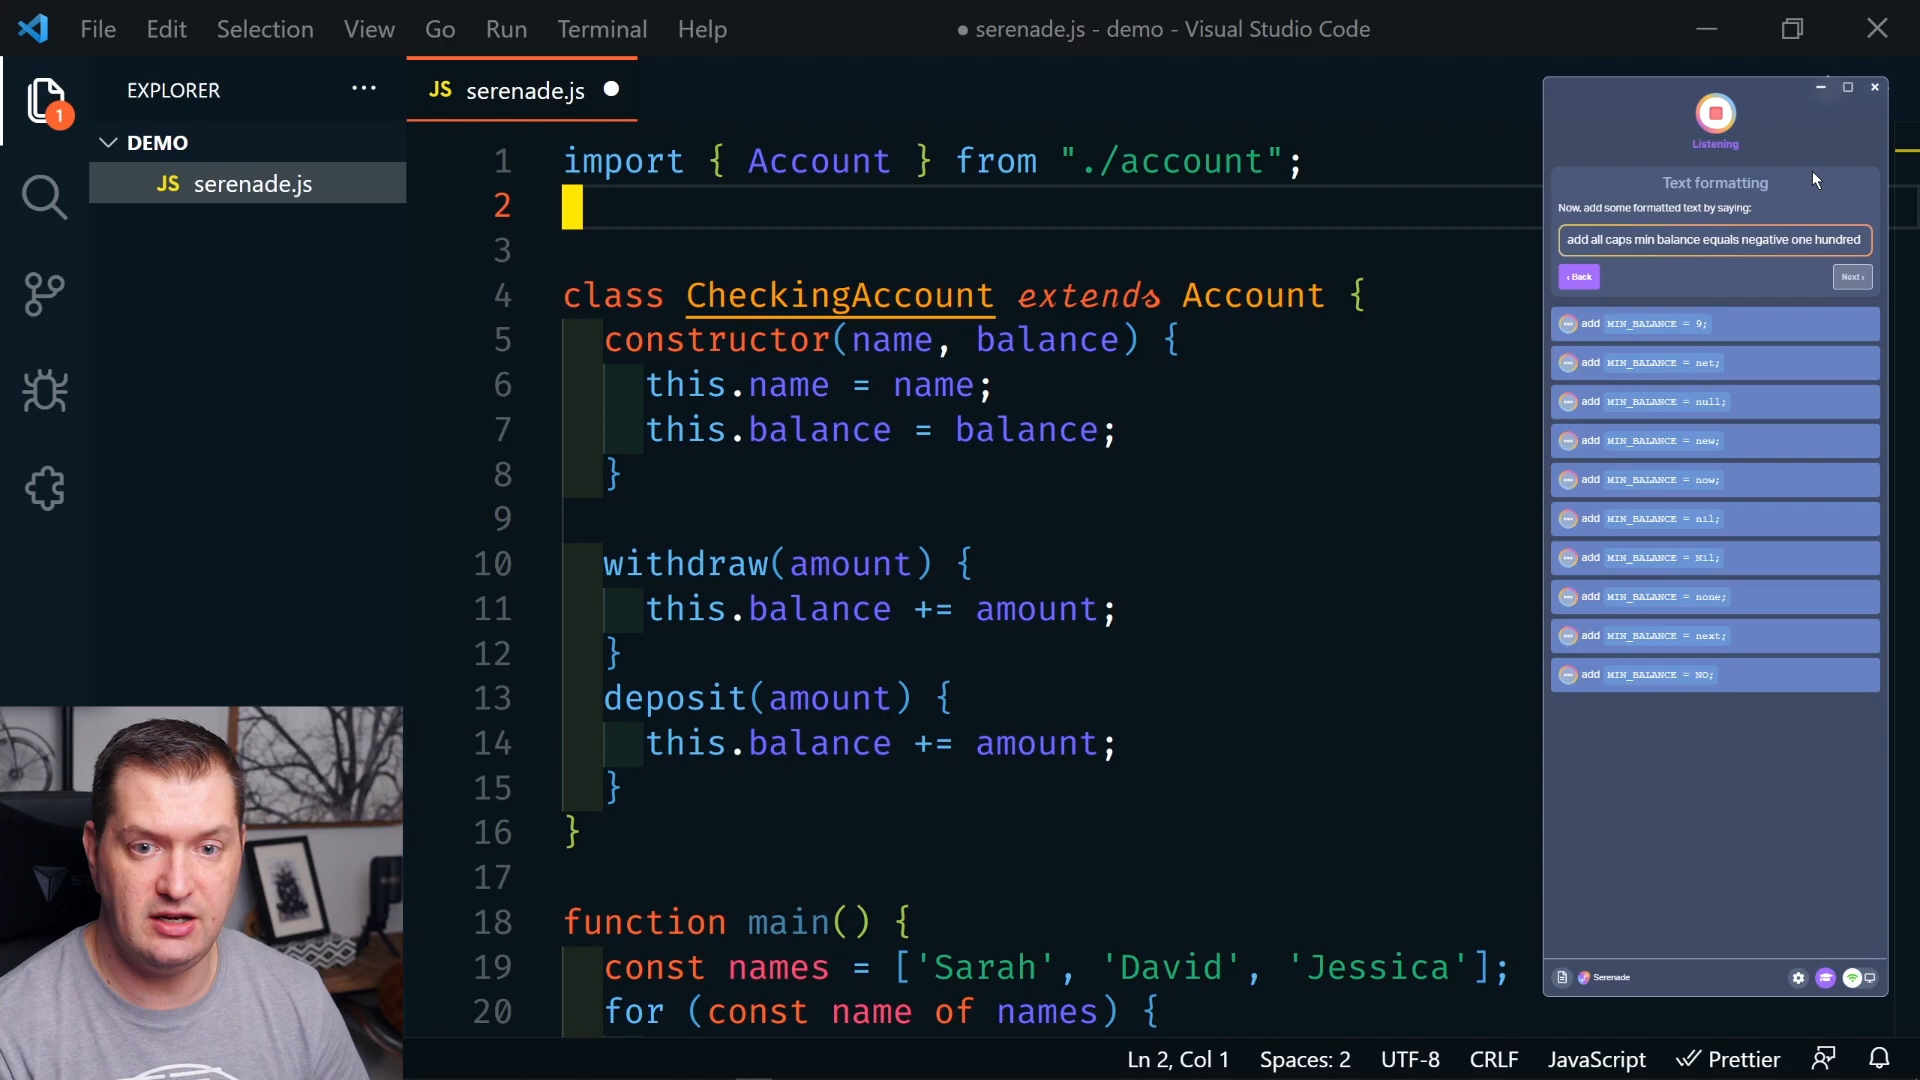 File Edit Selection View Go Run Terminal Help
● serenade.js - demo - Visual Studio Code
EXPLORER ···
1
DEMO
JS serenade.js
JS serenade.js ●
1 import { Account } from "./account";
2
3
4 class CheckingAccount extends Account {
5 constructor(name, balance) {
6 this.name = name;
7 this.balance = balance;
8 }
9
10 withdraw(amount) {
11 this.balance += amount;
12 }
13 deposit(amount) {
14 this.balance += amount;
15 }
16 }
17
18 function main() {
19 const names = ['Sarah', 'David', 'Jessica'];
20 for (const name of names) {
Listening
Text formatting
Now, add some formatted text by saying:
add all caps min balance equals negative one hundred
‹ Back Next ›
add MIN_BALANCE = 9;
add MIN_BALANCE = net;
add MIN_BALANCE = null;
add MIN_BALANCE = new;
add MIN_BALANCE = now;
add MIN_BALANCE = nil;
add MIN_BALANCE = Nil;
add MIN_BALANCE = none;
add MIN_BALANCE = next;
add MIN_BALANCE = NO;
Serenade
Ln 2, Col 1 Spaces: 2 UTF-8 CRLF JavaScript Prettier